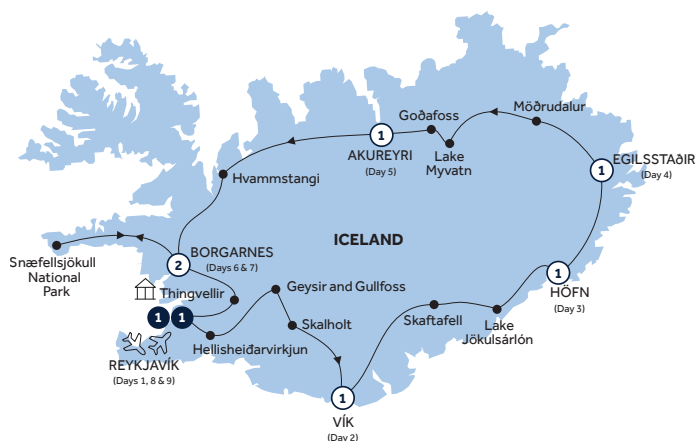 Goðafoss
Möðrudalur
1
AKUREYRI
(Day 5)
Lake
Myvatn
EGILSSTAðIR
1
(Day 4)
Hvammstangi
ICELAND
Snæfellsjökull
National
Park
2
BORGARNES
(Days 6 & 7)
Thingvellir
Geysir and Gullfoss
1
HÖFN
(Day 3)
1
1
Skalholt
Skaftafell
Lake
Jökulsárlón
Hellisheiðarvirkjun
REYKJAVÍK
(Days 1, 8 & 9)
1
VÍK
(Day 2)